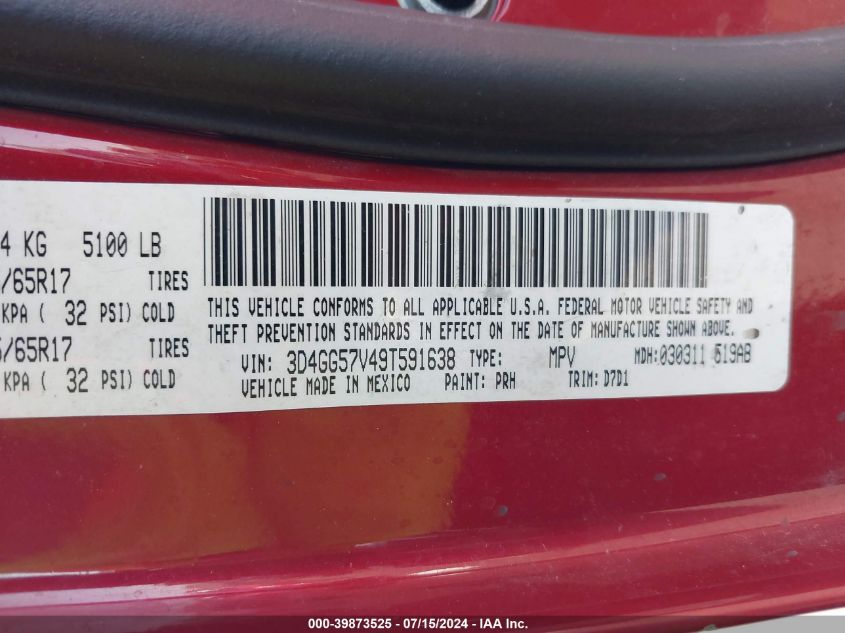 4 KG 5100 LB
/65R17 TIRES
KPA ( 32 PSI) COLD
/65R17 TIRES
KPA ( 32 PSI) COLD
THIS VEHICLE CONFORMS TO ALL APPLICABLE U.S.A. FEDERAL MOTOR VEHICLE SAFETY AND
THEFT PREVENTION STANDARDS IN EFFECT ON THE DATE OF MANUFACTURE SHOWN ABOVE.
VIN: 3D4GG57V49T591638 TYPE: MPV MDH: 030311 519AB
VEHICLE MADE IN MEXICO PAINT: PRH TRIM: D7D1
000-39873525 - 07/15/2024 - IAA Inc.